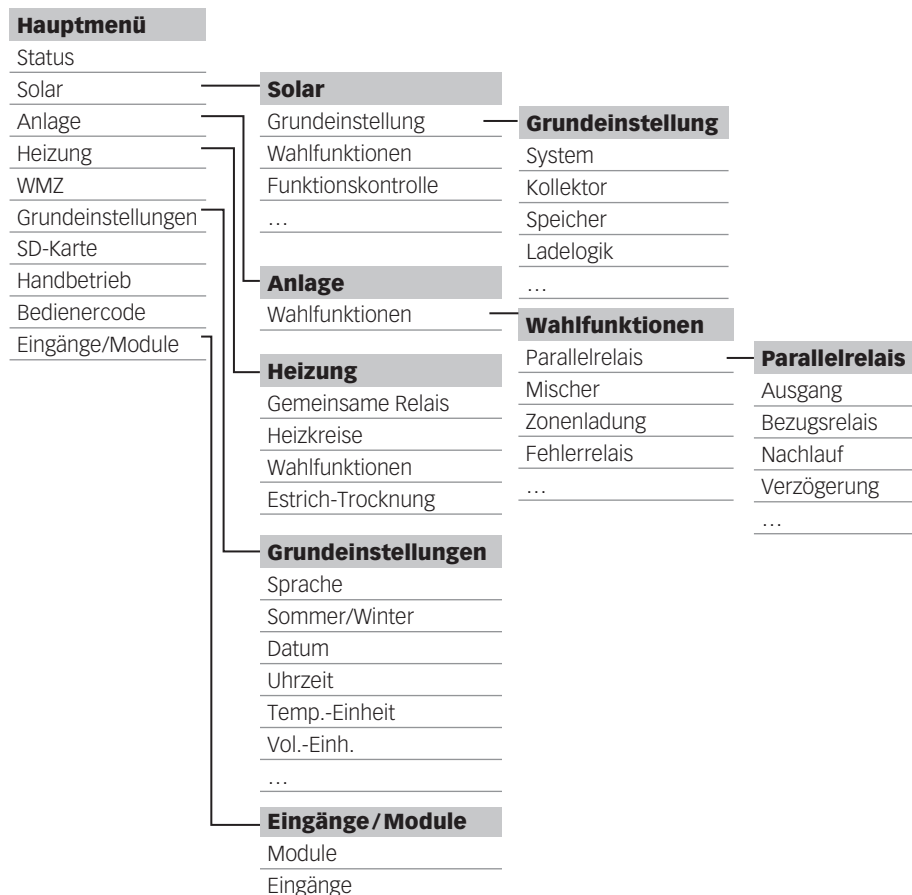 Hauptmenü
Status
Solar
Anlage
Heizung
WMZ
Grundeinstellungen
SD-Karte
Handbetrieb
Bedienercode
Eingänge/Module
Solar
Grundeinstellung
Wahlfunktionen
Funktionskontrolle
…
Grundeinstellung
System
Kollektor
Speicher
Ladelogik
…
Anlage
Wahlfunktionen
Wahlfunktionen
Parallelrelais
Mischer
Zonenladung
Fehlerrelais
…
Parallelrelais
Ausgang
Bezugsrelais
Nachlauf
Verzögerung
…
Heizung
Gemeinsame Relais
Heizkreise
Wahlfunktionen
Estrich-Trocknung
Grundeinstellungen
Sprache
Sommer/Winter
Datum
Uhrzeit
Temp.-Einheit
Vol.-Einh.
…
Eingänge/Module
Module
Eingänge